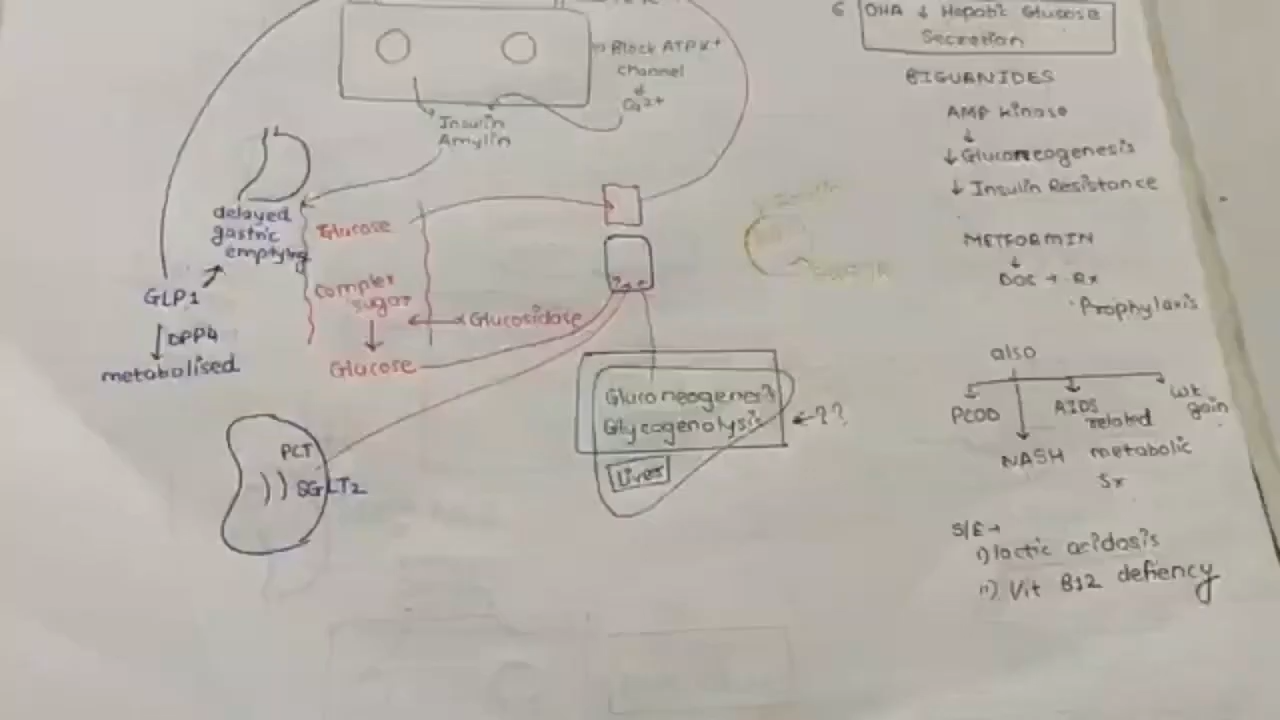 1) Block ATP K+
channel
↓
Ca2+
Insulin
Amylin
delayed
gastric
emptying
Glucose
complex
sugar
Glucosidase
Glucose
GLP1
DPP4
metabolised
PCT
SGLT2
Gluconeogenesis
Glycogenolysis
←??
Liver
6 OHA ↓ Hepatic Glucose
Secretion
BIGUANIDES
AMP kinase
↓
↓ Gluconeogenesis
↓ Insulin Resistance
METFORMIN
↓
DOC → Rx
Prophylaxis
also
PCOD
NASH
AIDS
related
metabolic
Sx
wt
gain
S/E →
i) lactic acidosis
ii) Vit B12 defiency